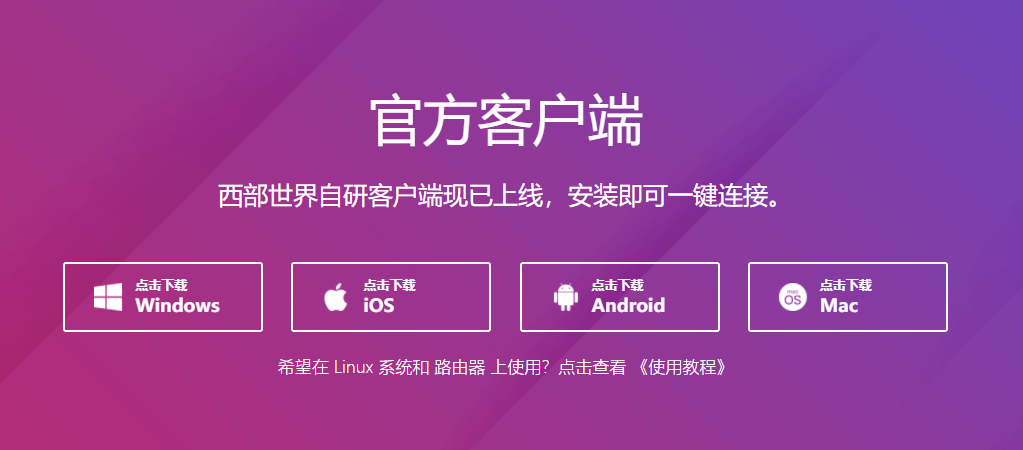 官方客户端
西部世界自研客户端现已上线，安装即可一键连接。
点击下载
Windows
点击下载
iOS
点击下载
Android
mac
OS
点击下载
Mac
希望在 Linux 系统和 路由器 上使用？点击查看 《使用教程》